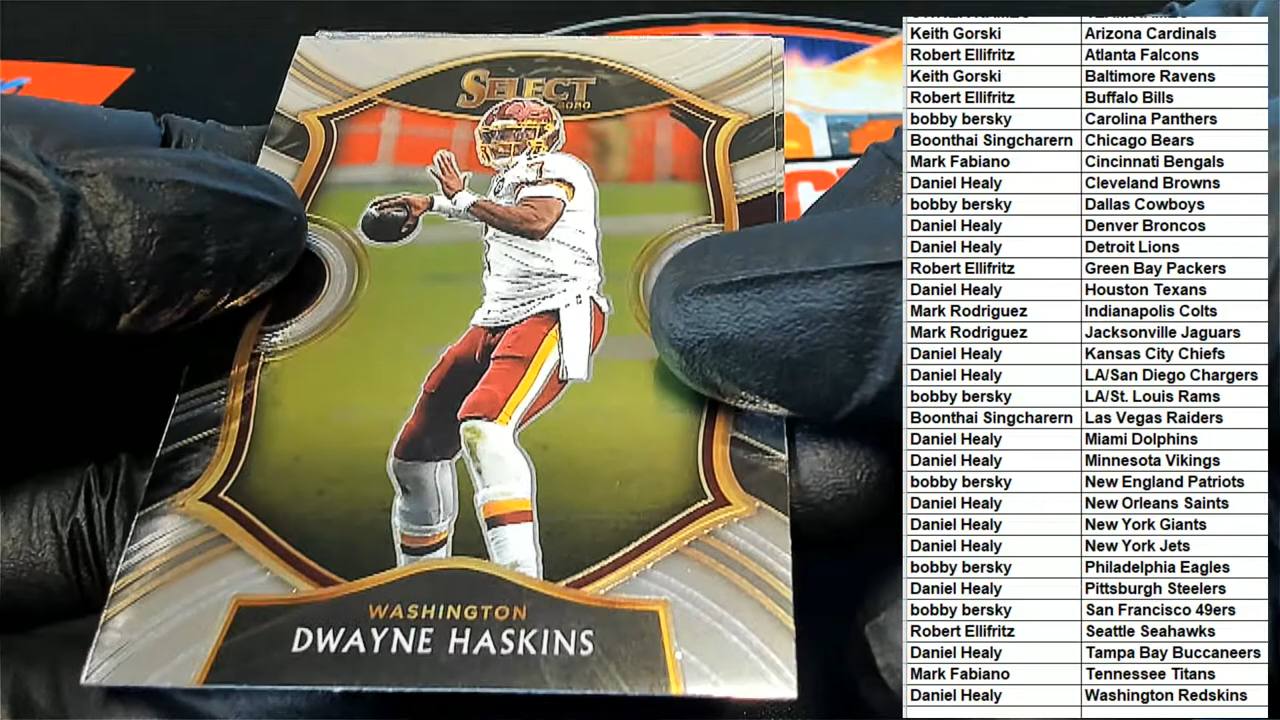 SELECT
2020
WASHINGTON
DWAYNE HASKINS
Keith Gorski Arizona Cardinals
Robert Ellifritz Atlanta Falcons
Keith Gorski Baltimore Ravens
Robert Ellifritz Buffalo Bills
bobby bersky Carolina Panthers
Boonthai Singcharern Chicago Bears
Mark Fabiano Cincinnati Bengals
Daniel Healy Cleveland Browns
bobby bersky Dallas Cowboys
Daniel Healy Denver Broncos
Daniel Healy Detroit Lions
Robert Ellifritz Green Bay Packers
Daniel Healy Houston Texans
Mark Rodriguez Indianapolis Colts
Mark Rodriguez Jacksonville Jaguars
Daniel Healy Kansas City Chiefs
Daniel Healy LA/San Diego Chargers
bobby bersky LA/St. Louis Rams
Boonthai Singcharern Las Vegas Raiders
Daniel Healy Miami Dolphins
Daniel Healy Minnesota Vikings
bobby bersky New England Patriots
Daniel Healy New Orleans Saints
Daniel Healy New York Giants
Daniel Healy New York Jets
bobby bersky Philadelphia Eagles
Daniel Healy Pittsburgh Steelers
bobby bersky San Francisco 49ers
Robert Ellifritz Seattle Seahawks
Daniel Healy Tampa Bay Buccaneers
Mark Fabiano Tennessee Titans
Daniel Healy Washington Redskins